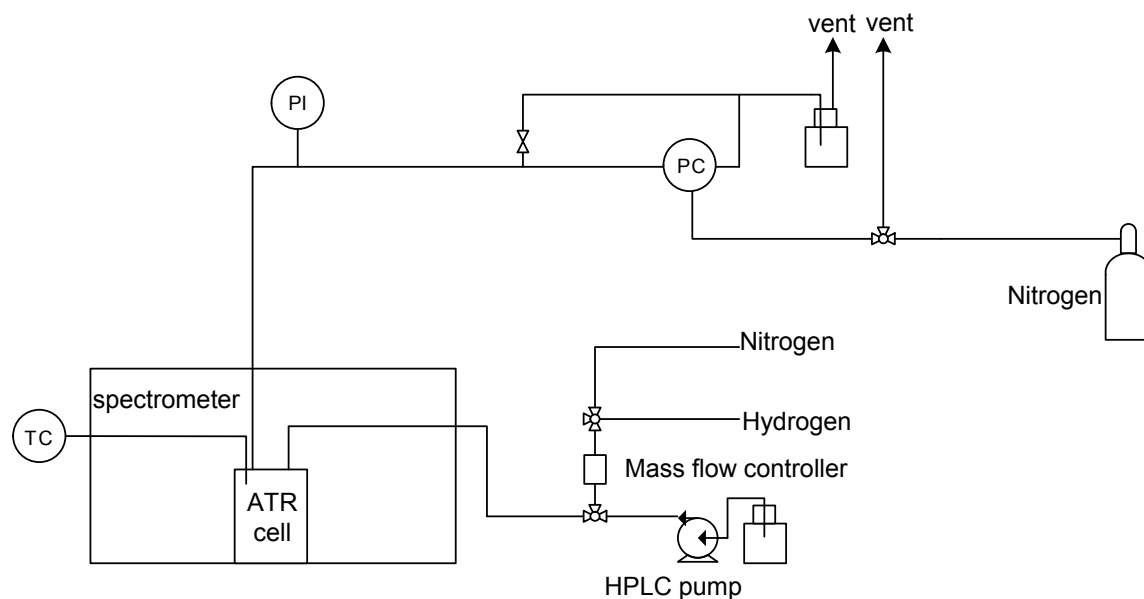 vent vent
PI
PC
Nitrogen
Nitrogen
spectrometer
Hydrogen
TC
Mass flow controller
ATR
cell
HPLC pump